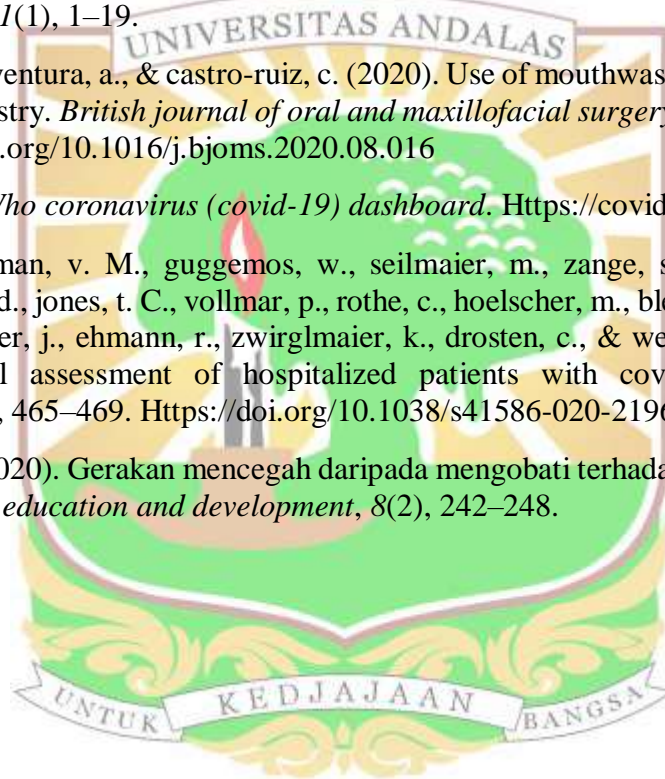 1(1), 1–19.
UNIVERSITAS ANDALAS
ventura, a., & castro-ruiz, c. (2020). Use of mouthwas
stry. British journal of oral and maxillofacial surgery
.org/10.1016/j.bjoms.2020.08.016
ho coronavirus (covid-19) dashboard. Https://covid
man, v. M., guggemos, w., seilmaier, m., zange, s
d., jones, t. C., vollmar, p., rothe, c., hoelscher, m., ble
er, j., ehmann, r., zwirglmaier, k., drosten, c., & we
l assessment of hospitalized patients with cov
, 465–469. Https://doi.org/10.1038/s41586-020-2196
020). Gerakan mencegah daripada mengobati terhada
education and development, 8(2), 242–248.
UNTUK KEDJAJAAN BANGSA